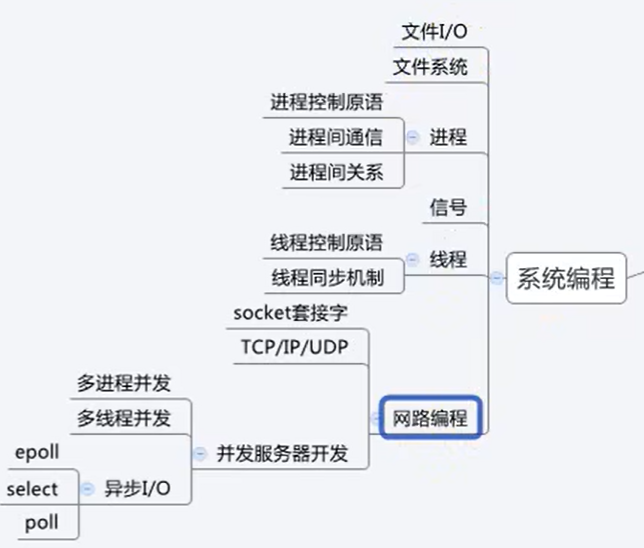 文件I/O
文件系统
进程控制原语
进程间通信
进程
进程间关系
信号
线程控制原语
线程
线程同步机制
系统编程
socket套接字
TCP/IP/UDP
多进程并发
多线程并发
网路编程
epoll
并发服务器开发
select
异步I/O
poll